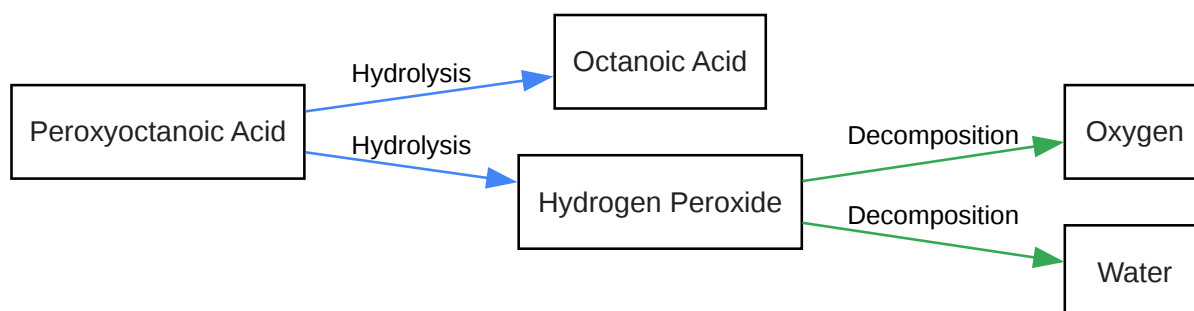 Octanoic Acid
Hydrolysis
Peroxyoctanoic Acid
Hydrolysis
Decomposition
Oxygen
Hydrogen Peroxide
Decomposition
Water